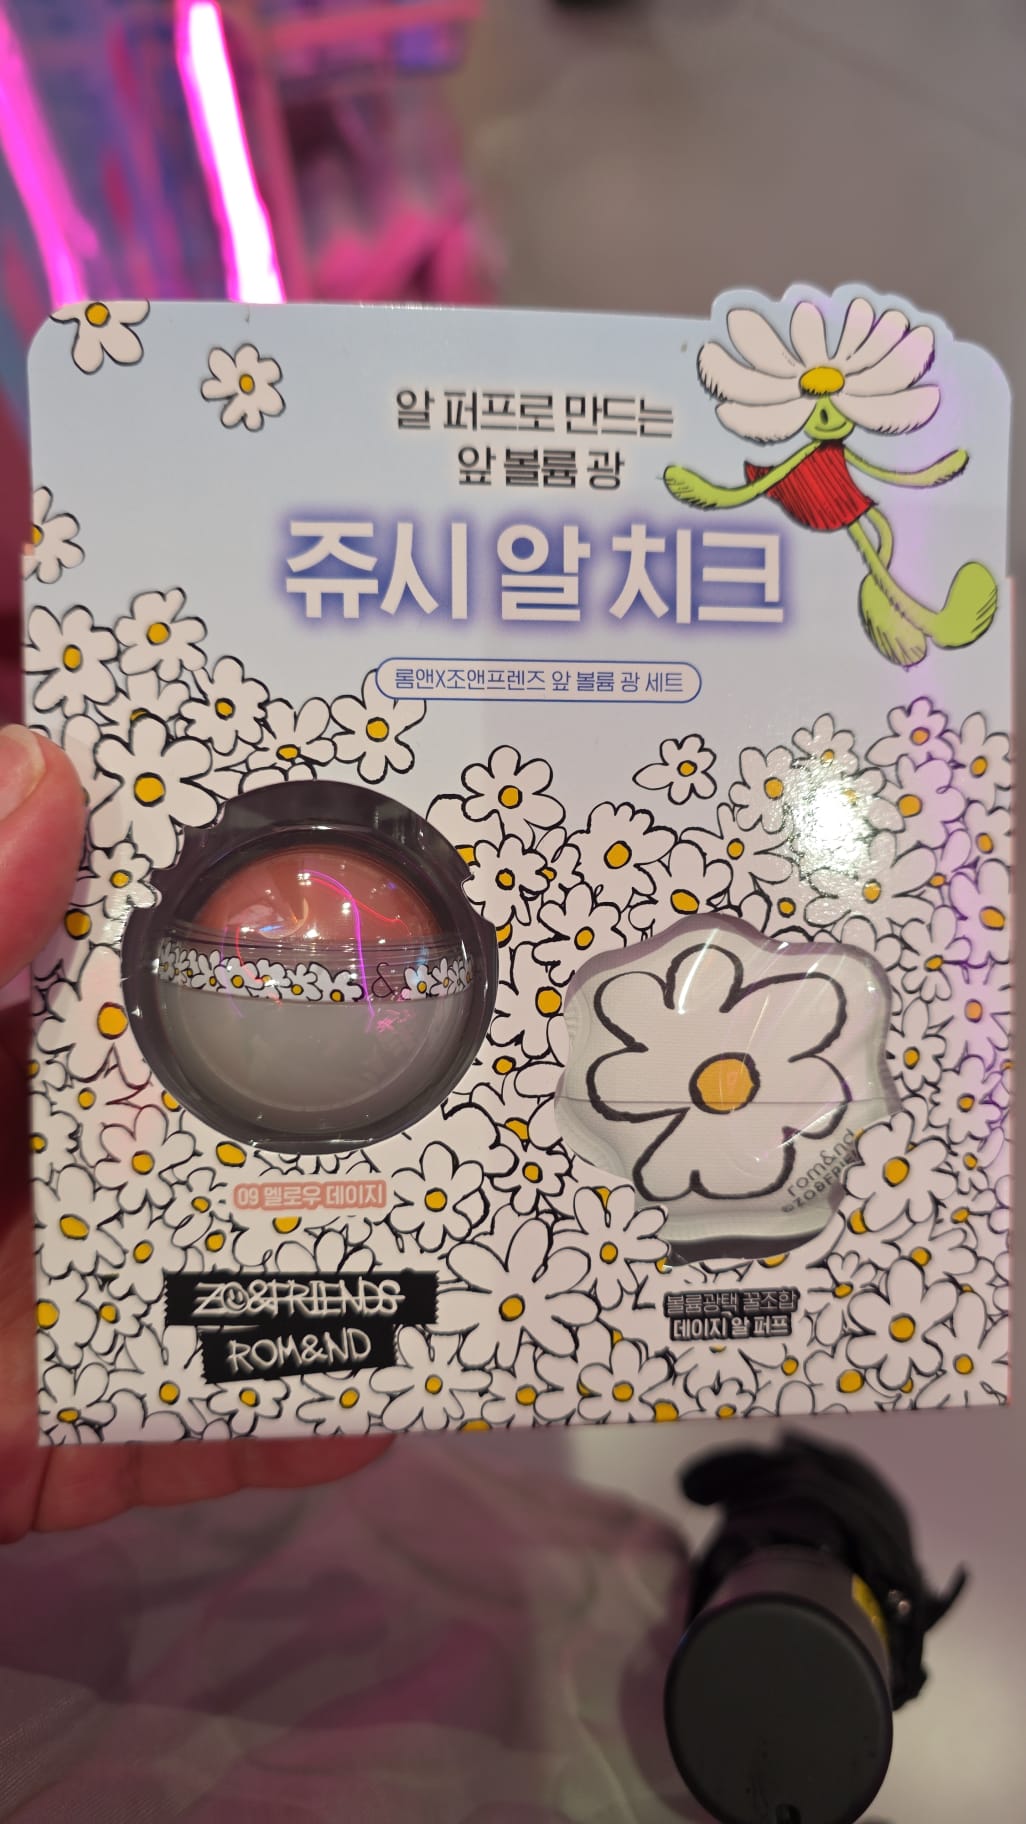 알 퍼프로 만드는
앞 볼륨 광
쥬시 알 치크
롬앤X조앤프렌즈 앞 볼륨 광 세트
&
rom&nd
09 멜로우 데이지
ZO&FRIENDS
ROM&ND
볼륨광택 꿀조합
데이지 알 퍼프